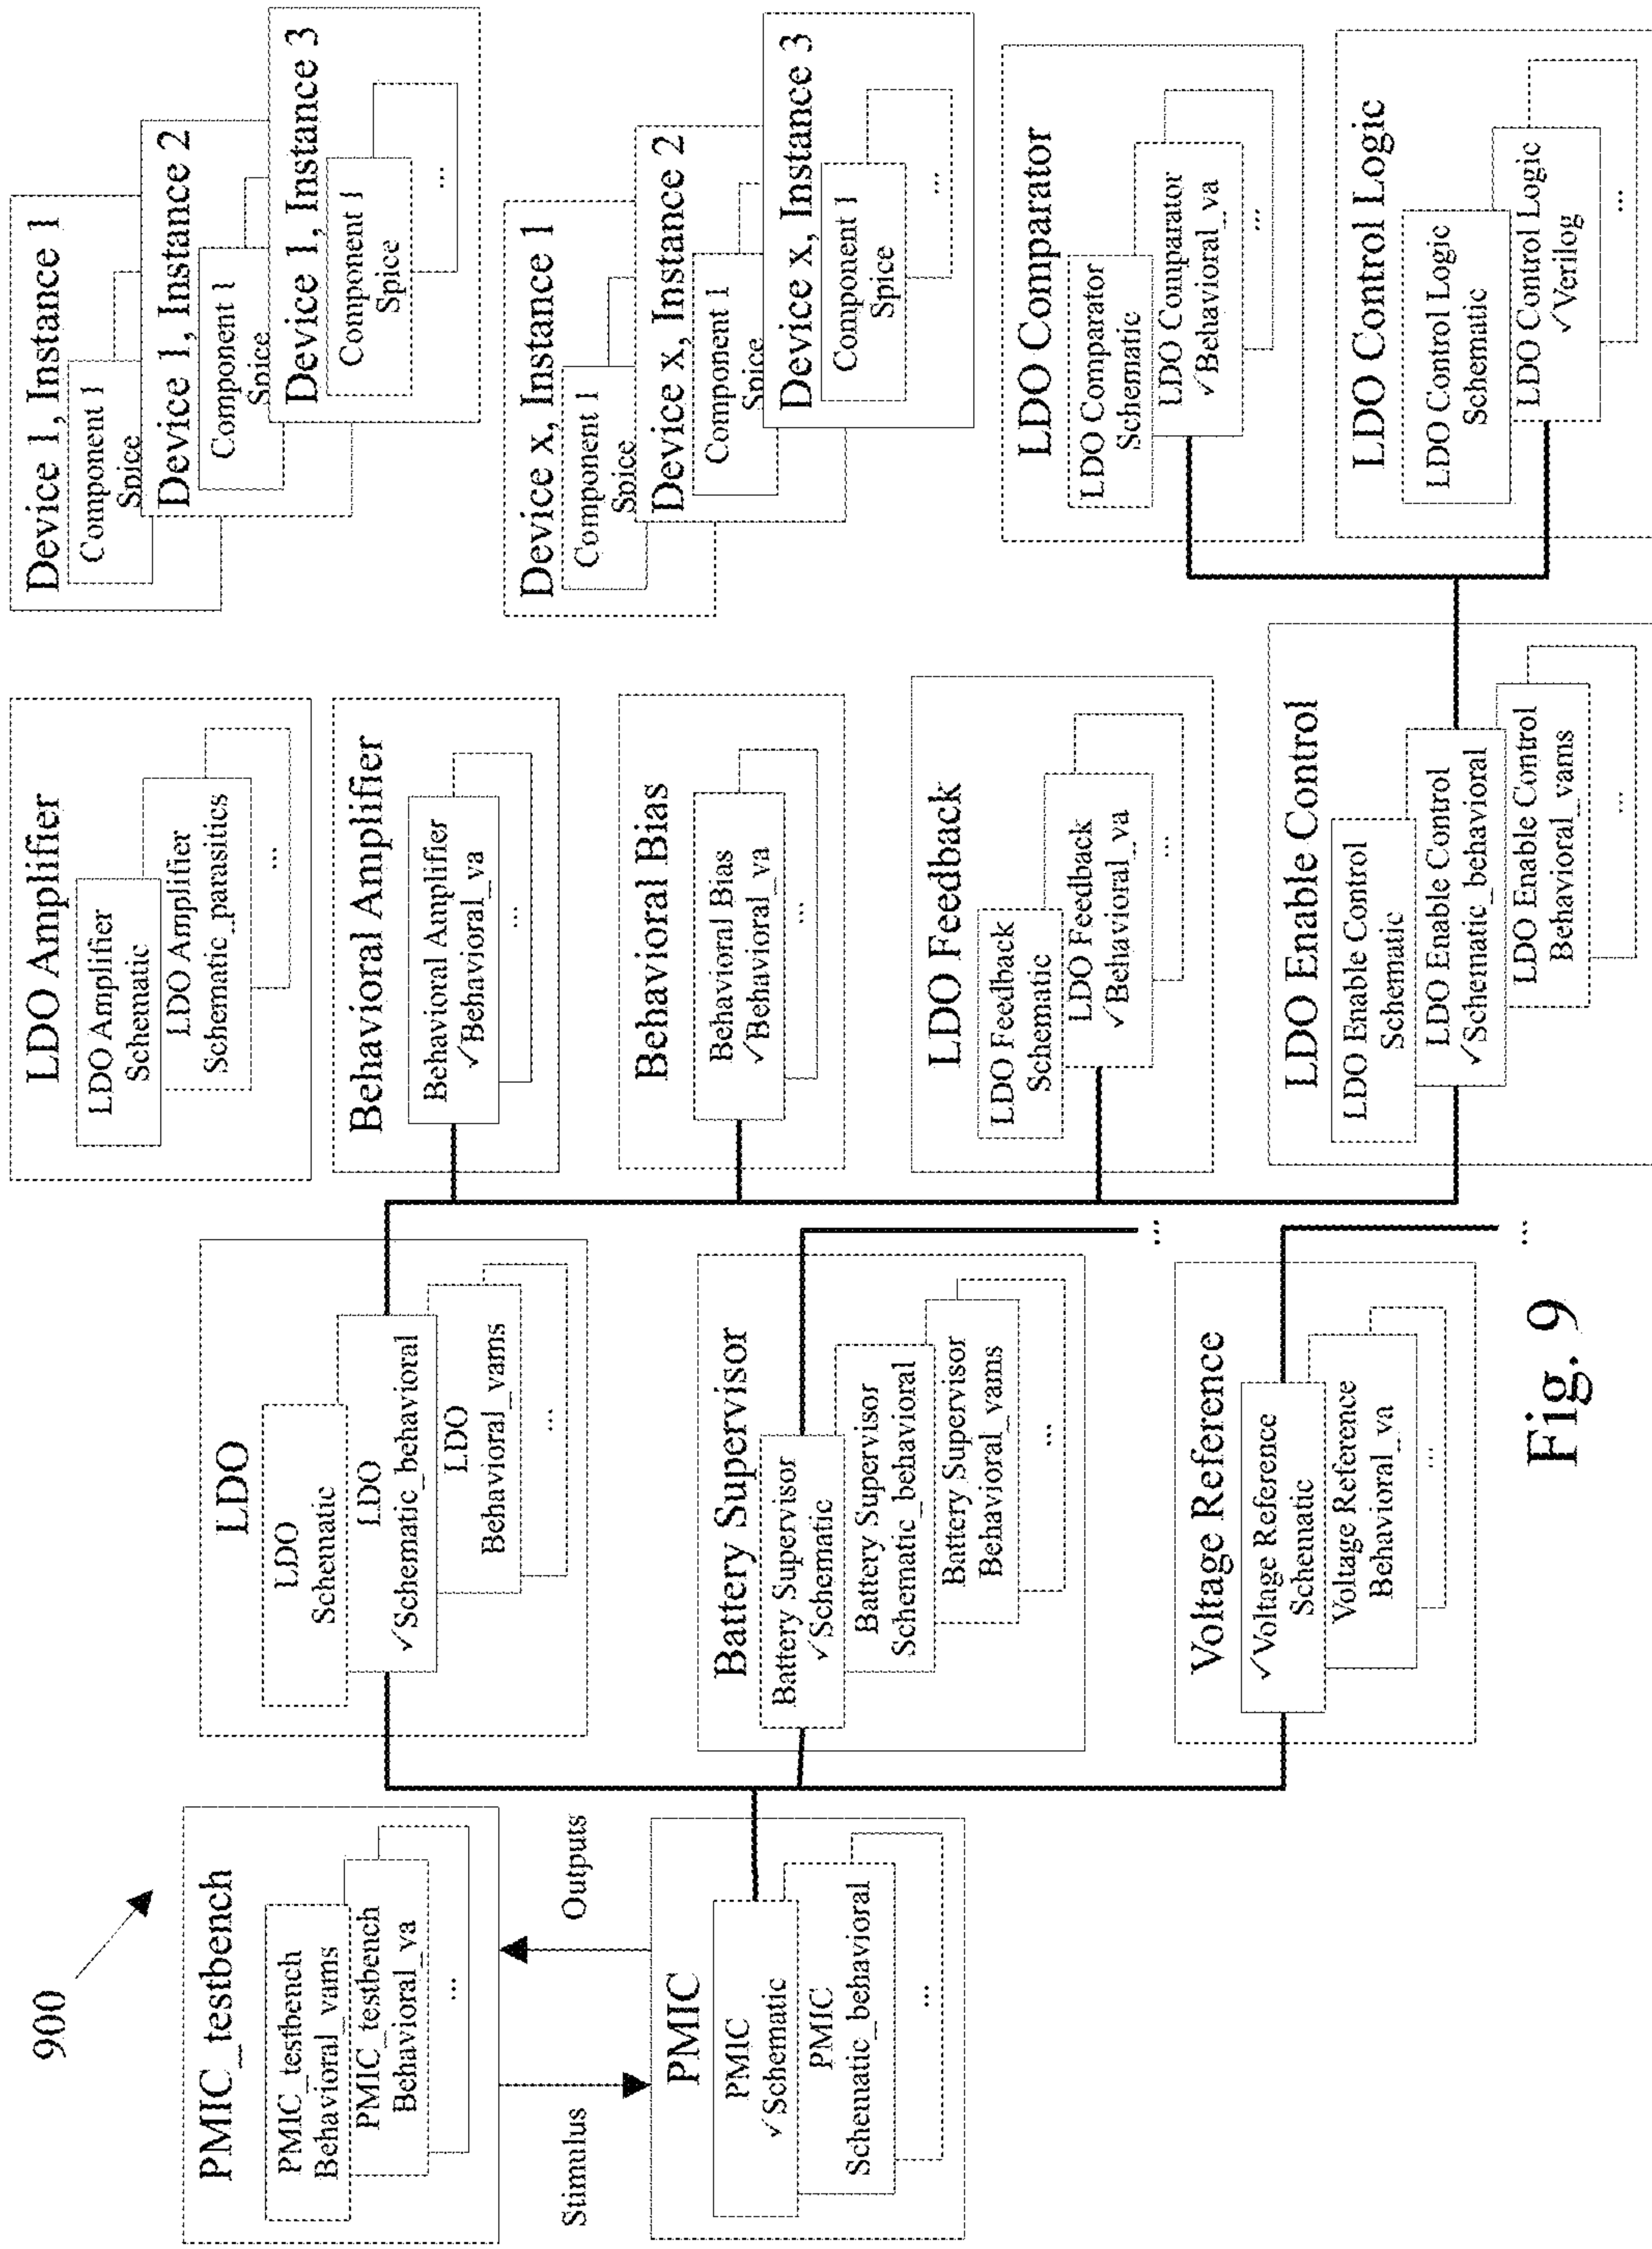 900
PMIC_testbench
PMIC_testbench
Behavioral_vams
PMIC_testbench
Behavioral_va
...
Stimulus
Outputs
PMIC
PMIC
✓Schematic
PMIC
Schematic_behavioral
...
LDO
LDO
Schematic
LDO
✓Schematic_behavioral
LDO
Behavioral_vams
...
Battery Supervisor
Battery Supervisor
✓Schematic
Battery Supervisor
Schematic_behavioral
Battery Supervisor
Behavioral_vams
...
...
Voltage Reference
✓Voltage Reference
Schematic
Voltage Reference
Behavioral_va
...
...
LDO Amplifier
LDO Amplifier
Schematic
LDO Amplifier
Schematic_parasitics
...
Behavioral Amplifier
Behavioral Amplifier
✓Behavioral_va
...
Behavioral Bias
Behavioral Bias
✓Behavioral_va
...
LDO Feedback
LDO Feedback
Schematic
LDO Feedback
✓Behavioral_va
...
LDO Enable Control
LDO Enable Control
Schematic
LDO Enable Control
✓Schematic_behavioral
LDO Enable Control
Behavioral_vams
...
Device 1, Instance 1
Component 1
Spice
Device 1, Instance 2
Component 1
Spice
Device 1, Instance 3
Component 1
Spice
...
Device x, Instance 1
Component 1
Spice
Device x, Instance 2
Component 1
Spice
Device x, Instance 3
Component 1
Spice
...
LDO Comparator
LDO Comparator
Schematic
LDO Comparator
✓Behavioral_va
...
LDO Control Logic
LDO Control Logic
Schematic
LDO Control Logic
✓Verilog
...
Fig. 9